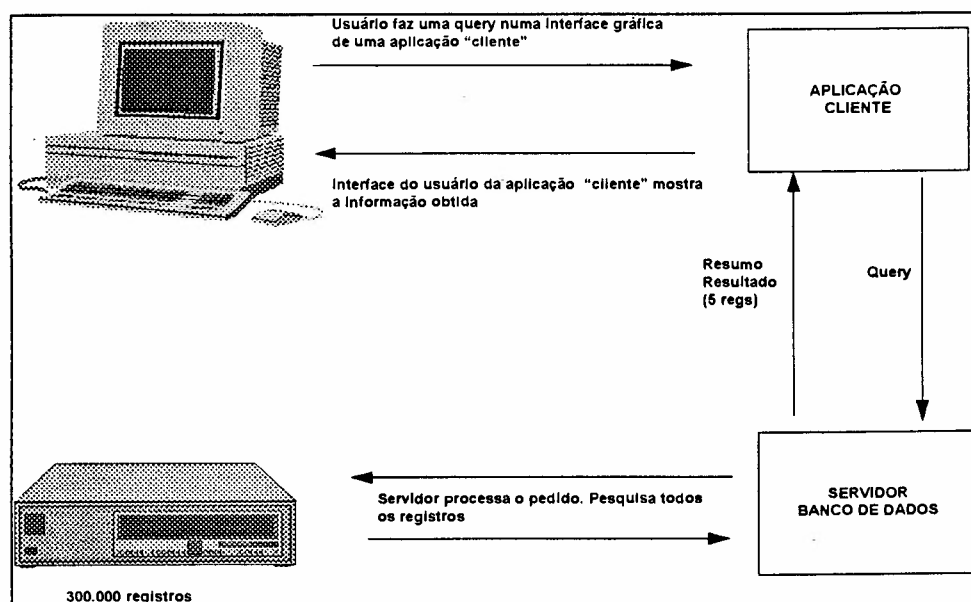 Usuário faz uma query numa interface gráfica
de uma aplicação “cliente”
APLICAÇÃO
CLIENTE
Interface do usuário da aplicação “cliente” mostra
a informação obtida
Resumo
Resultado
(5 regs)
Query
Servidor processa o pedido. Pesquisa todos
os registros
SERVIDOR
BANCO DE DADOS
300.000 registros